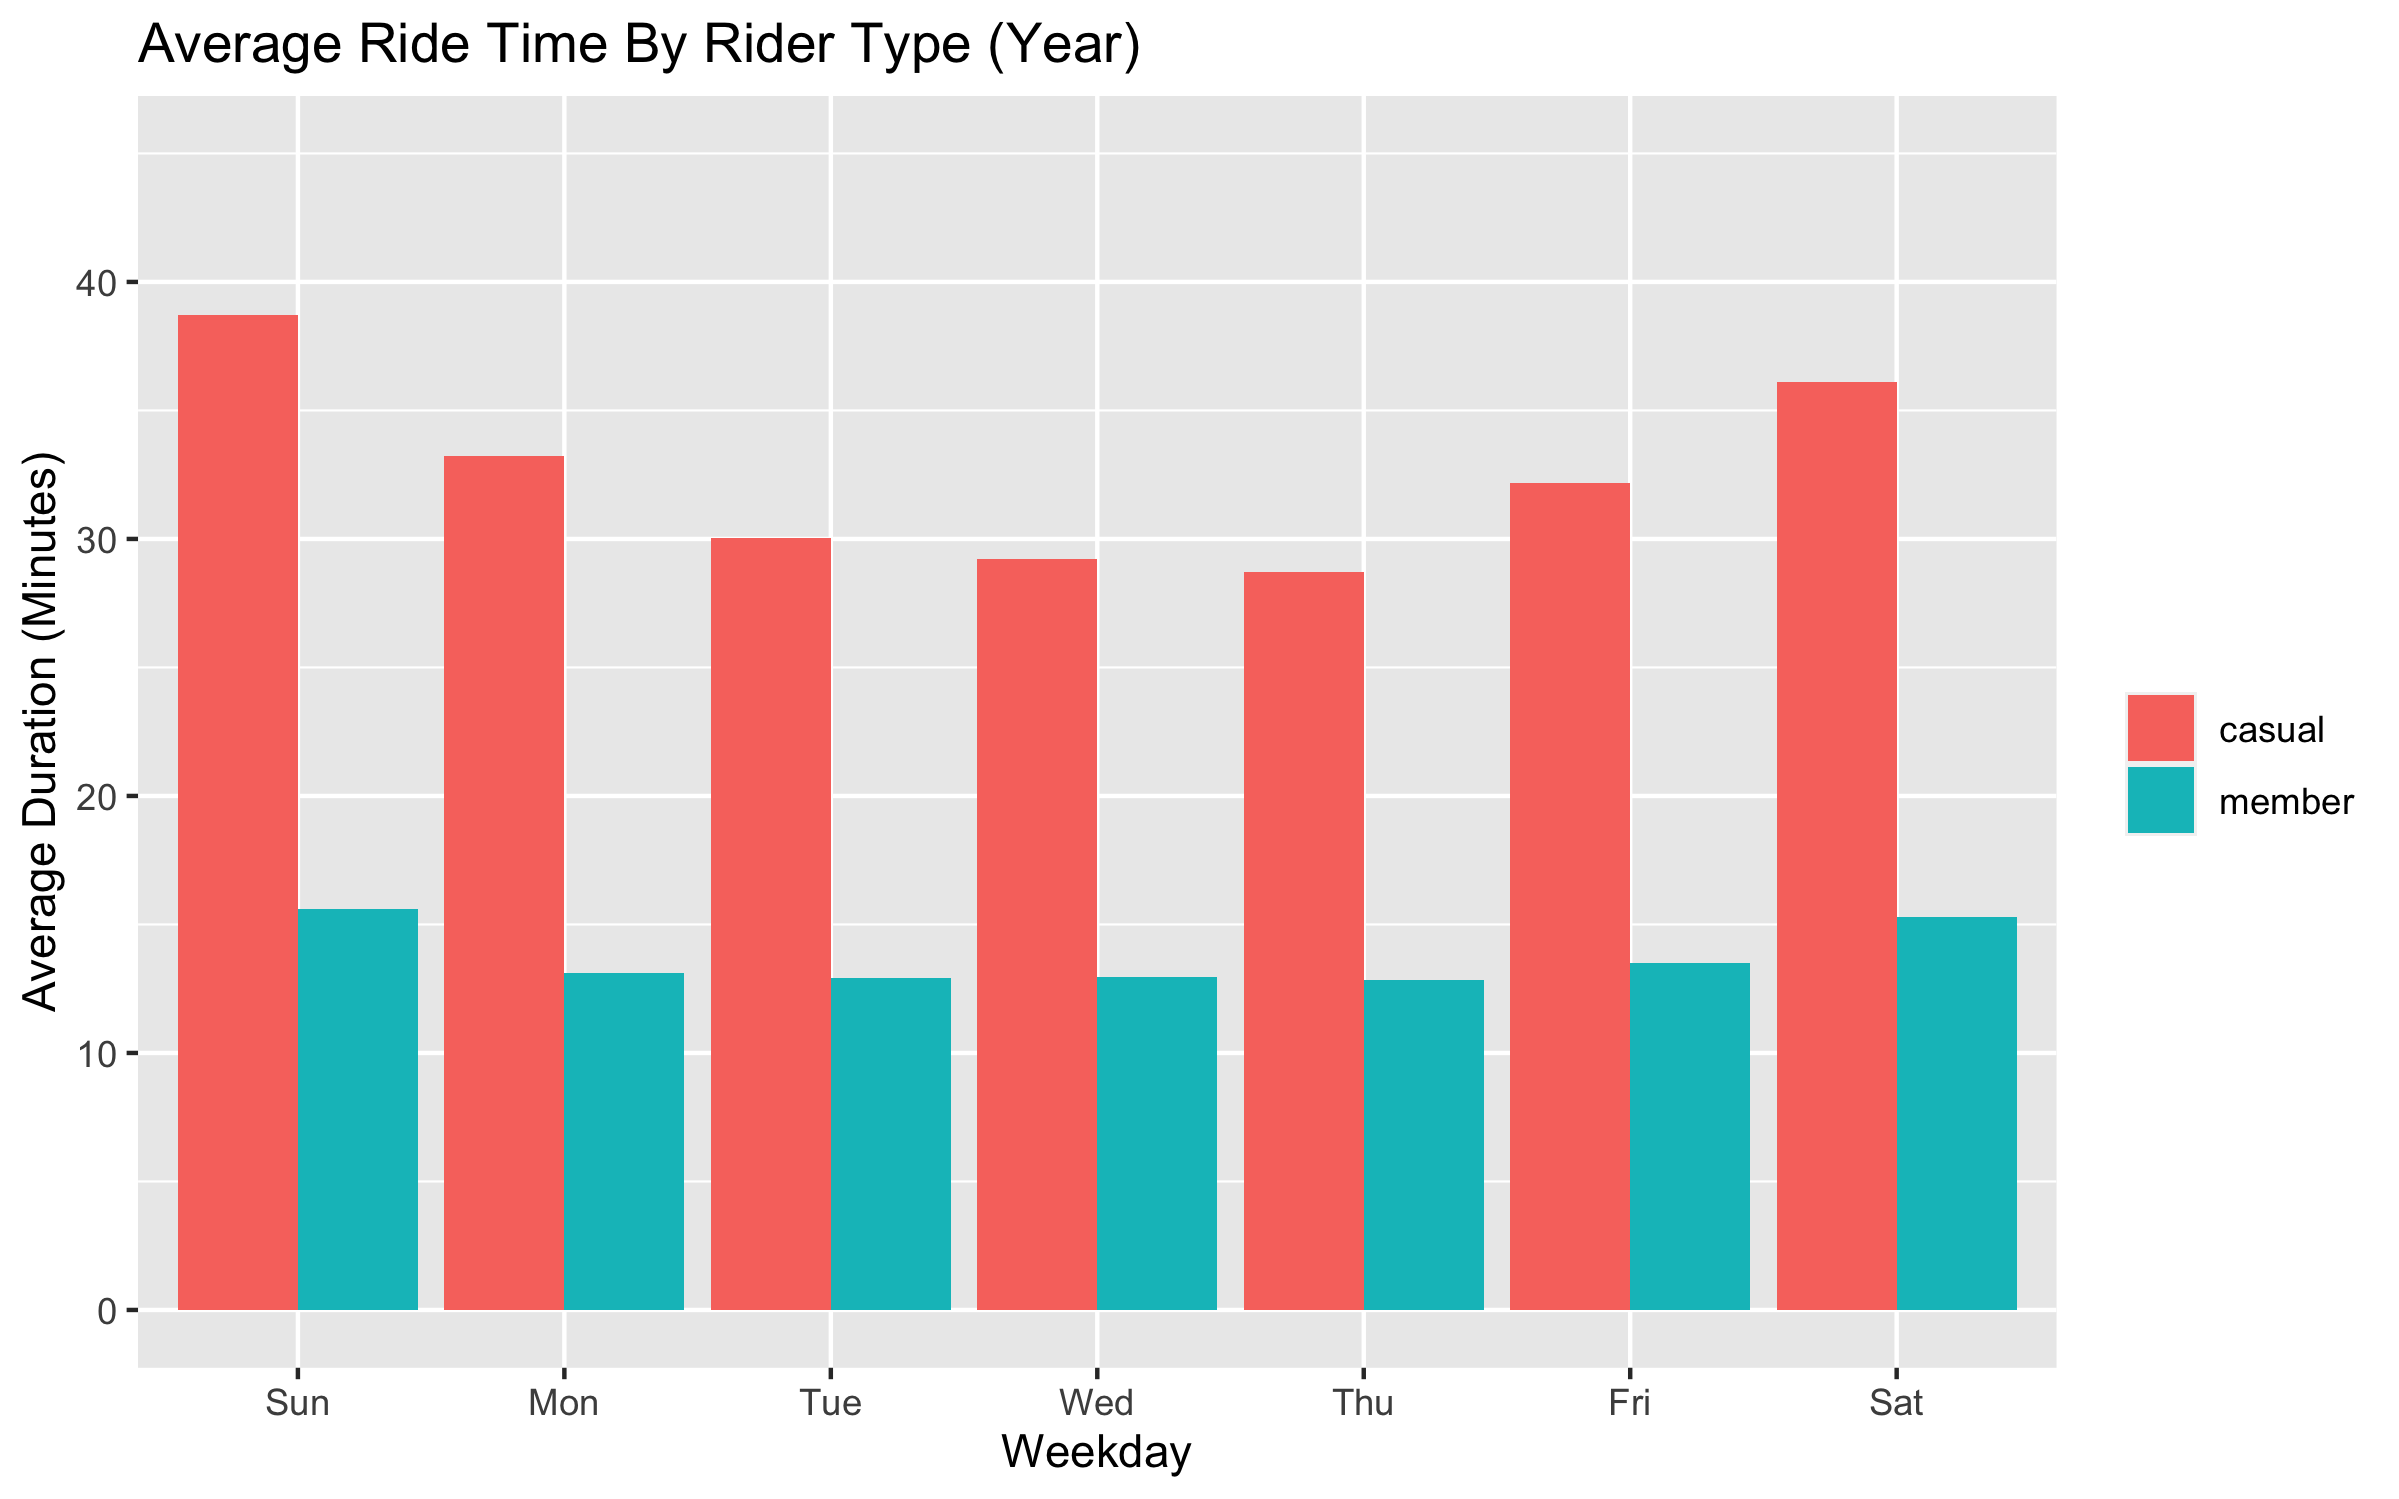 Average Ride Time By Rider Type (Year)
Average Duration (Minutes)
40
30
20
10
0
Sun Mon Tue Wed Thu Fri Sat
Weekday
casual
member